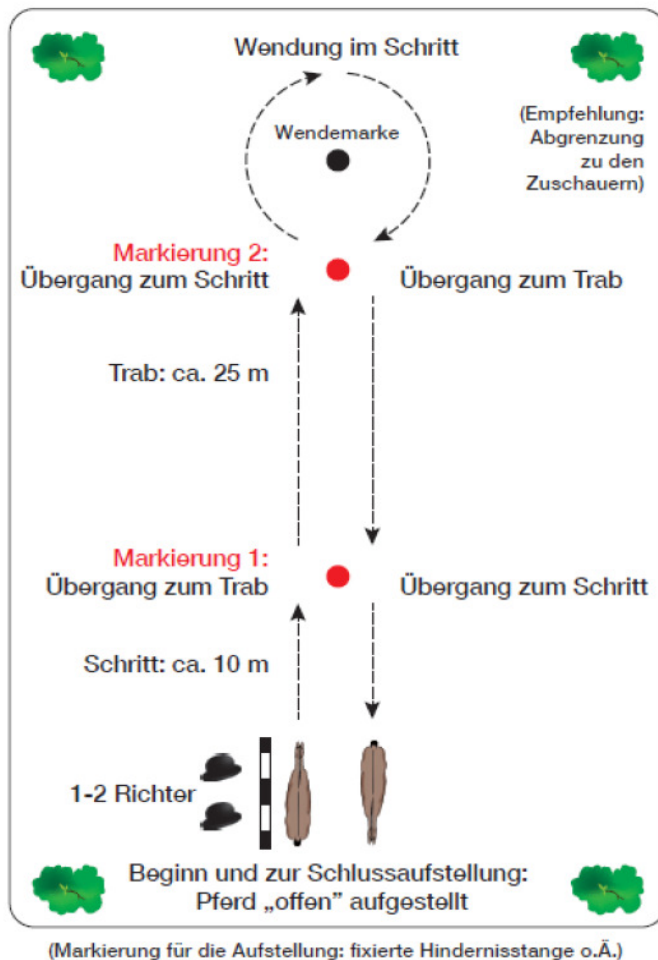 Wendung im Schritt
Wendemarke
(Empfehlung:
Abgrenzung
zu den
Zuschauern)
Markierung 2:
Übergang zum Schritt
Übergang zum Trab
Trab: ca. 25 m
Markierung 1:
Übergang zum Trab
Übergang zum Schritt
Schritt: ca. 10 m
1-2 Richter
Beginn und zur Schlussaufstellung:
Pferd „offen” aufgestellt
(Markierung für die Aufstellung: fixierte Hindernisstange o.Ä.)